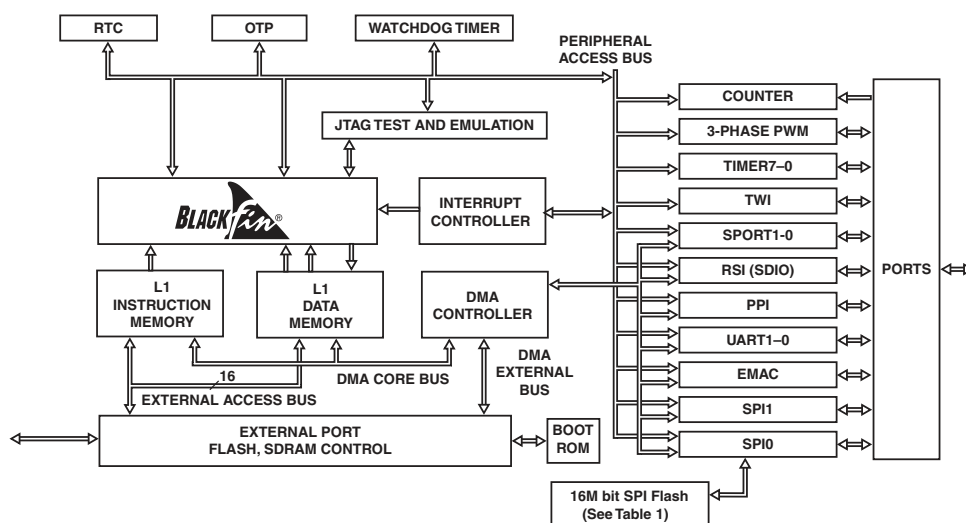 RTC
OTP
WATCHDOG TIMER
PERIPHERAL
ACCESS BUS
COUNTER
JTAG TEST AND EMULATION
3-PHASE PWM
TIMER7–0
BLACKfin®
INTERRUPT
CONTROLLER
TWI
SPORT1-0
RSI (SDIO)
PORTS
L1
INSTRUCTION
MEMORY
L1
DATA
MEMORY
DMA
CONTROLLER
PPI
UART1–0
DMA
EXTERNAL
BUS
16
DMA CORE BUS
EXTERNAL ACCESS BUS
EMAC
SPI1
EXTERNAL PORT
FLASH, SDRAM CONTROL
BOOT
ROM
SPI0
16M bit SPI Flash
(See Table 1)